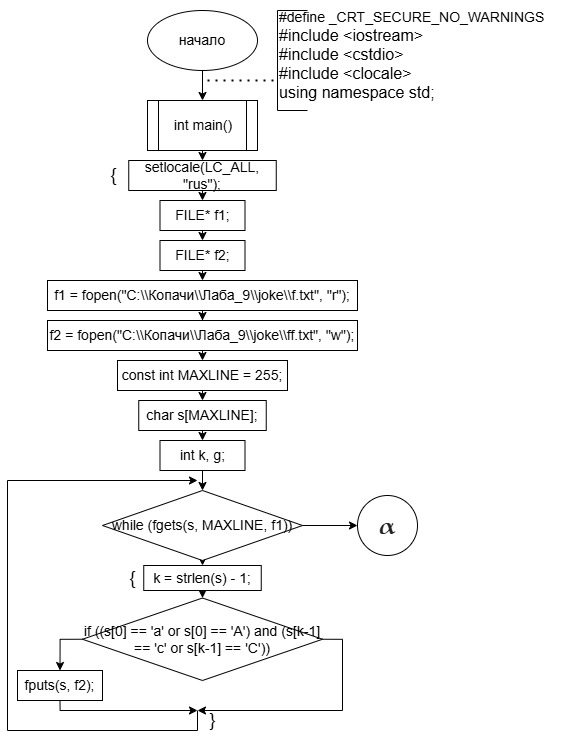 начало
#define _CRT_SECURE_NO_WARNINGS
#include <iostream>
#include <cstdio>
#include <clocale>
using namespace std;
int main()
{
setlocale(LC_ALL,
"rus");
FILE* f1;
FILE* f2;
f1 = fopen("C:\\Копачи\\Лаба_9\\joke\\f.txt", "r");
f2 = fopen("C:\\Копачи\\Лаба_9\\joke\\ff.txt", "w");
const int MAXLINE = 255;
char s[MAXLINE];
int k, g;
while (fgets(s, MAXLINE, f1))
α
{
k = strlen(s) - 1;
if ((s[0] == 'a' or s[0] == 'A') and (s[k-1]
== 'c' or s[k-1] == 'C'))
fputs(s, f2);
}